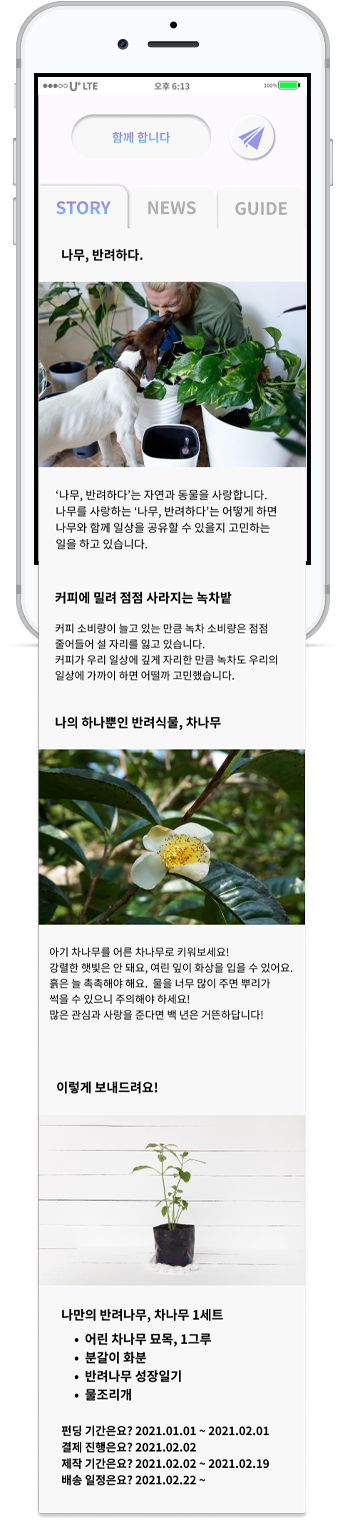 U+ LTE 오후 6:13 100%
함께 합니다
STORY NEWS GUIDE
나무, 반려하다.
‘나무, 반려하다’는 자연과 동물을 사랑합니다.
나무를 사랑하는 ‘나무, 반려하다’는 어떻게 하면
나무와 함께 일상을 공유할 수 있을지 고민하는
일을 하고 있습니다.
커피에 밀려 점점 사라지는 녹차밭
커피 소비량이 늘고 있는 만큼 녹차 소비량은 점점
줄어들어 설 자리를 잃고 있습니다.
커피가 우리 일상에 깊게 자리한 만큼 녹차도 우리의
일상에 가까이 하면 어떨까 고민했습니다.
나의 하나뿐인 반려식물, 차나무
아기 차나무를 어른 차나무로 키워보세요!
강렬한 햇빛은 안 돼요, 여린 잎이 화상을 입을 수 있어요.
흙은 늘 촉촉해야 해요. 물을 너무 많이 주면 뿌리가
썩을 수 있으니 주의해야 하세요!
많은 관심과 사랑을 준다면 백 년은 거뜬하답니다!
이렇게 보내드려요!
나만의 반려나무, 차나무 1세트
• 어린 차나무 묘목, 1그루
• 분갈이 화분
• 반려나무 성장일기
• 물조리개
펀딩 기간은요? 2021.01.01 ~ 2021.02.01
결제 진행은요? 2021.02.02
제작 기간은요? 2021.02.02 ~ 2021.02.19
배송 일정은요? 2021.02.22 ~